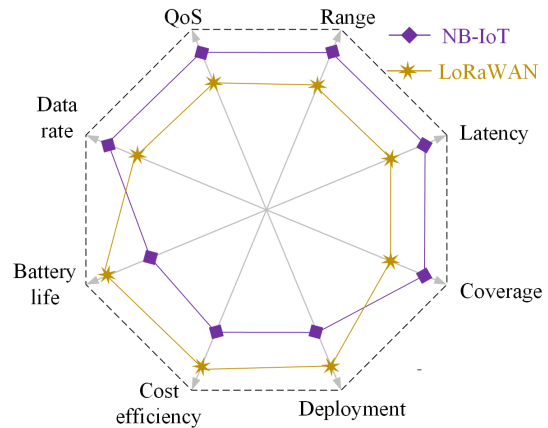 QoS
Range
NB-IoT
LoRaWAN
Data
rate
Latency
Battery
life
Coverage
Cost
efficiency
Deployment